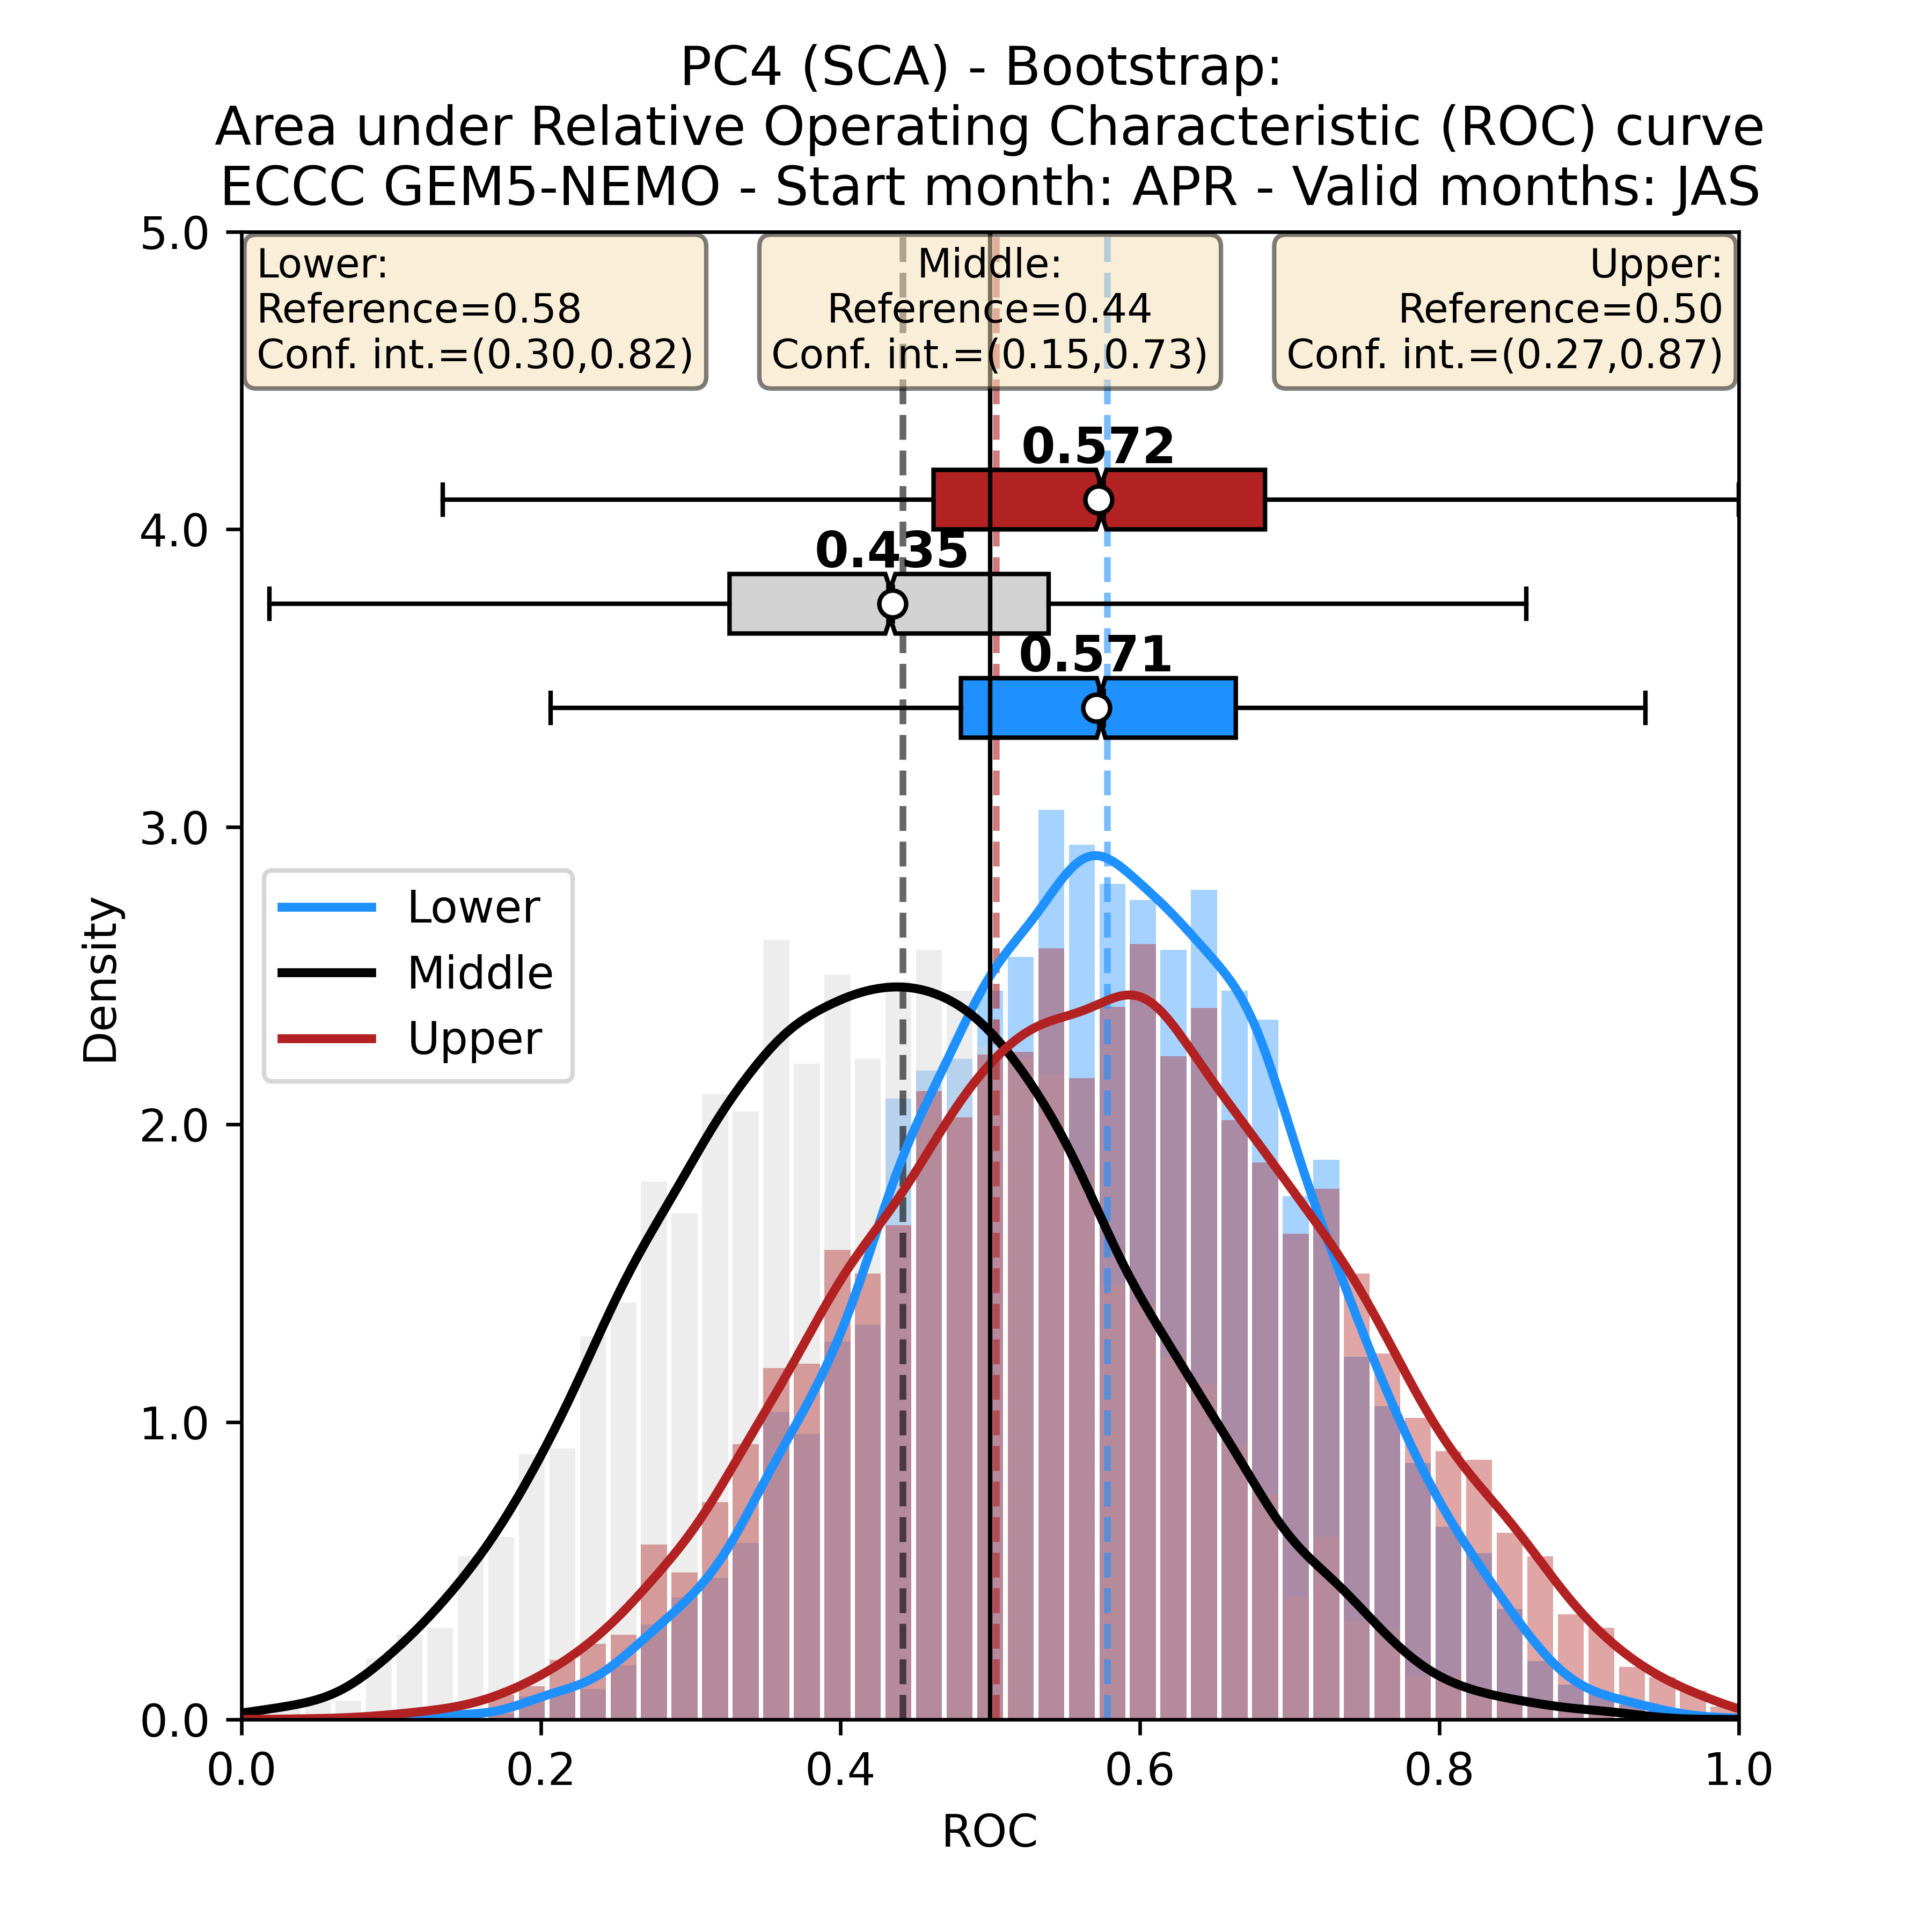 PC4 (SCA) - Bootstrap:
Area under Relative Operating Characteristic (ROC) curve
ECCC GEM5-NEMO - Start month: APR - Valid months: JAS
Lower:
Reference=0.58
Conf. int.=(0.30,0.82)
Middle:
Reference=0.44
Conf. int.=(0.15,0.73)
Upper:
Reference=0.50
Conf. int.=(0.27,0.87)
0.572
0.435
0.571
5.0
4.0
3.0
2.0
1.0
0.0
Density
Lower
Middle
Upper
0.0
0.2
0.4
0.6
0.8
1.0
ROC